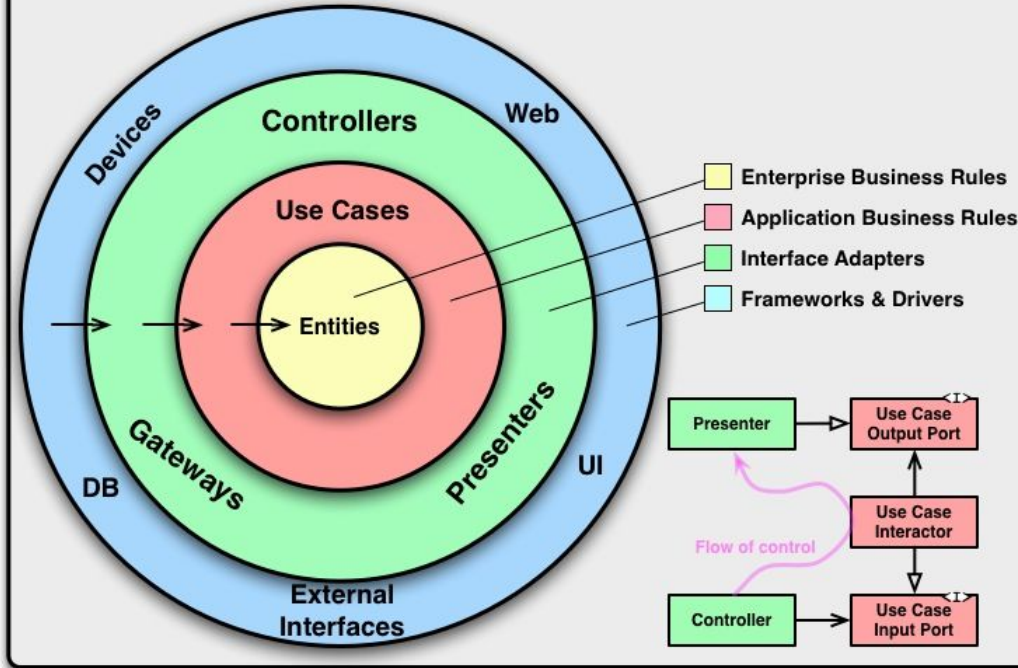 Devices
Web
Controllers
Use Cases
Entities
Gateways
Presenters
DB
UI
External
Interfaces
Enterprise Business Rules
Application Business Rules
Interface Adapters
Frameworks & Drivers
Presenter
<I>
Use Case
Output Port
Use Case
Interactor
Flow of control
Controller
<I>
Use Case
Input Port